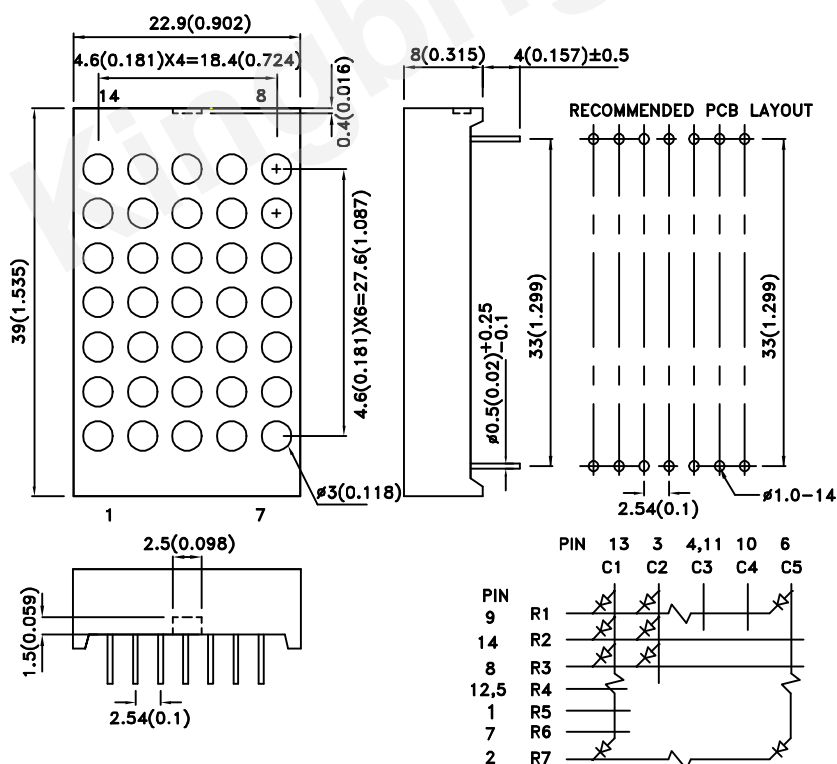 Kingbri
22.9(0.902)
4.6(0.181)X4=18.4(0.724)
14
8
0.4(0.016)
8(0.315)
4(0.157)±0.5
RECOMMENDED PCB LAYOUT
39(1.535)
4.6(0.181)X6=27.6(1.087)
ø0.5(0.02)+0.25
-0.1
33(1.299)
33(1.299)
ø3(0.118)
ø1.0-14
2.54(0.1)
1
7
2.5(0.098)
1.5(0.059)
2.54(0.1)
PIN 13 3 4,11 10 6
C1 C2 C3 C4 C5
PIN
9 R1
14 R2
8 R3
12,5 R4
1 R5
7 R6
2 R7